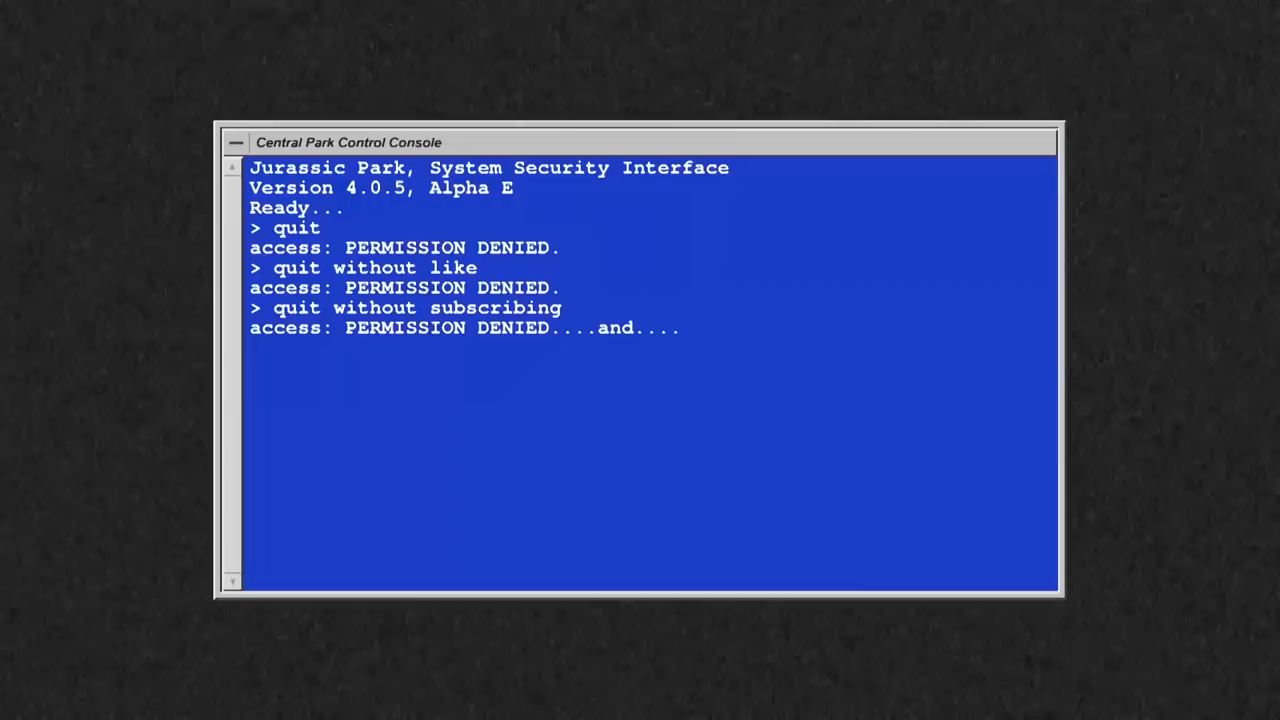 Central Park Control Console
Jurassic Park, System Security Interface
Version 4.0.5, Alpha E
Ready...
> quit
access: PERMISSION DENIED.
> quit without like
access: PERMISSION DENIED.
> quit without subscribing
access: PERMISSION DENIED....and....